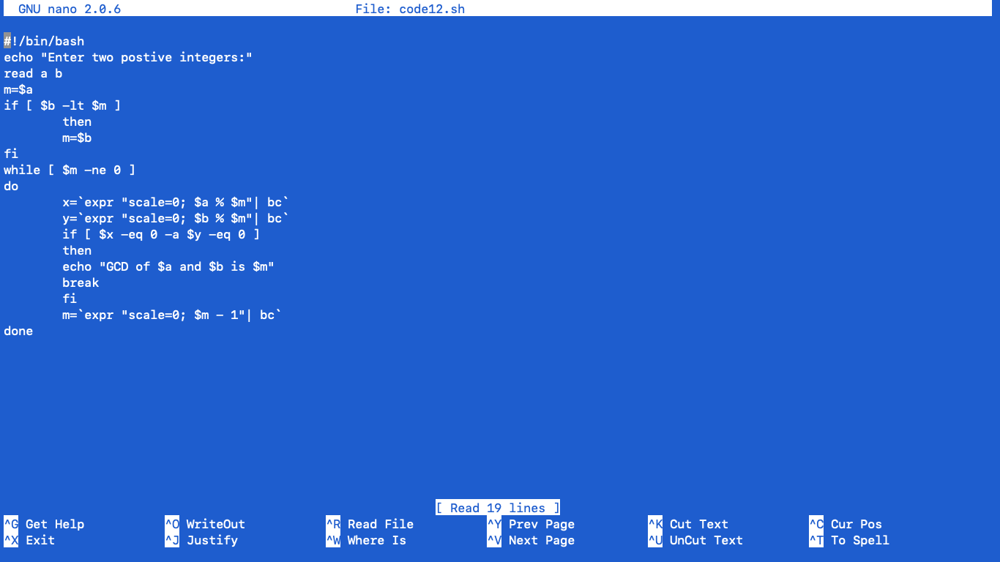 GNU nano 2.0.6 File: code12.sh
#!/bin/bash
echo "Enter two postive integers:"
read a b
m=$a
if [ $b -lt $m ]
        then
        m=$b
fi
while [ $m -ne 0 ]
do
        x=`expr "scale=0; $a % $m"| bc`
        y=`expr "scale=0; $b % $m"| bc`
        if [ $x -eq 0 -a $y -eq 0 ]
        then
        echo "GCD of $a and $b is $m"
        break
        fi
        m=`expr "scale=0; $m - 1"| bc`
done
[ Read 19 lines ]
^G Get Help ^O WriteOut ^R Read File ^Y Prev Page ^K Cut Text ^C Cur Pos
^X Exit ^J Justify ^W Where Is ^V Next Page ^U UnCut Text ^T To Spell